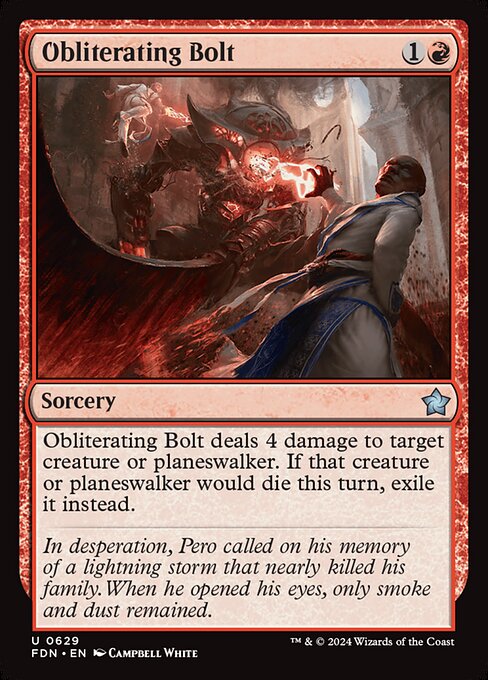 Obliterating Bolt 1
Sorcery
Obliterating Bolt deals 4 damage to target
creature or planeswalker. If that creature
or planeswalker would die this turn, exile
it instead.
In desperation, Pero called on his memory
of a lightning storm that nearly killed his
family. When he opened his eyes, only smoke
and dust remained.
U 0629 ™ & © 2024 Wizards of the Coast
FDN • EN Campbell White